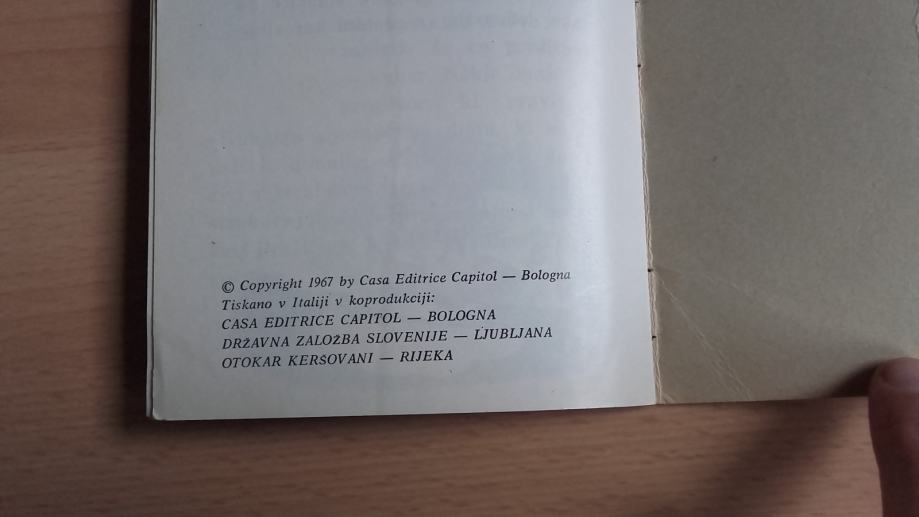 © Copyright 1967 by Casa Editrice Capitol — Bologna
Tiskano v Italiji v koprodukciji:
CASA EDITRICE CAPITOL — BOLOGNA
DRŽAVNA ZALOŽBA SLOVENIJE — LJUBLJANA
OTOKAR KERŠOVANI — RIJEKA